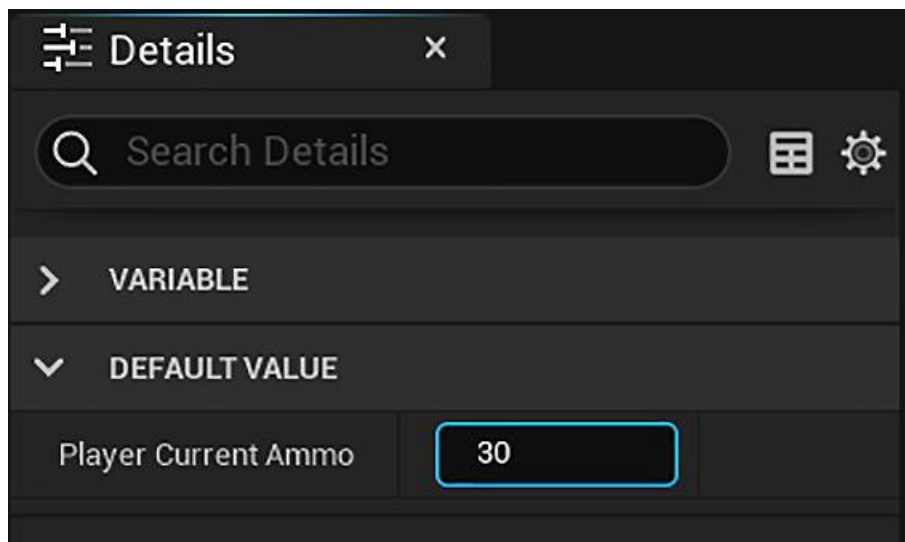 Details
Search Details
VARIABLE
DEFAULT VALUE
Player Current Ammo 30